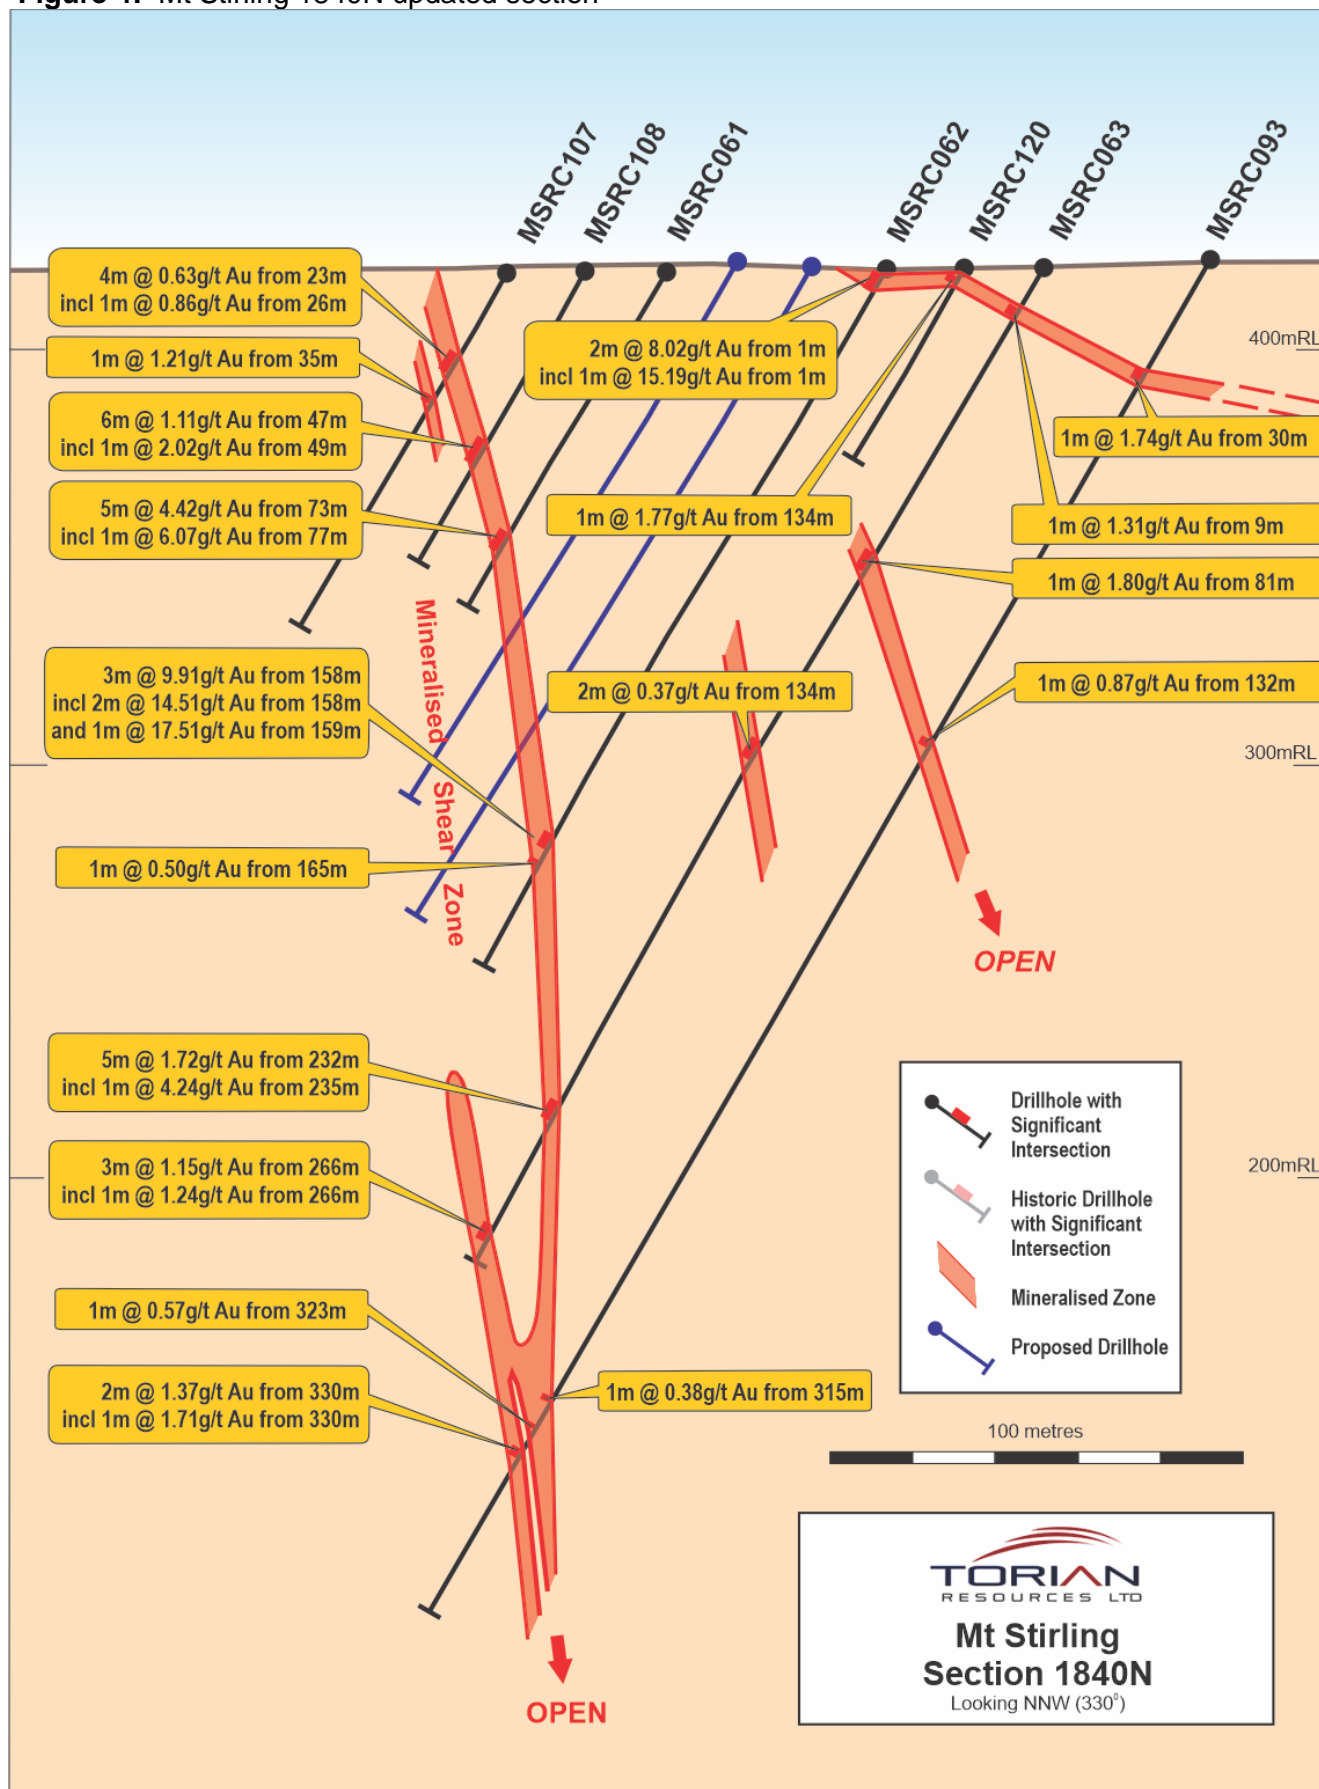 MSRC107
MSRC108
MSRC061
MSRC062
MSRC120
MSRC063
MSRC093
4m @ 0.63g/t Au from 23m
incl 1m @ 0.86g/t Au from 26m
1m @ 1.21g/t Au from 35m
6m @ 1.11g/t Au from 47m
incl 1m @ 2.02g/t Au from 49m
5m @ 4.42g/t Au from 73m
incl 1m @ 6.07g/t Au from 77m
2m @ 8.02g/t Au from 1m
incl 1m @ 15.19g/t Au from 1m
400mRL
1m @ 1.74g/t Au from 30m
1m @ 1.77g/t Au from 134m
1m @ 1.31g/t Au from 9m
1m @ 1.80g/t Au from 81m
Mineralised Shear Zone
3m @ 9.91g/t Au from 158m
incl 2m @ 14.51g/t Au from 158m
and 1m @ 17.51g/t Au from 159m
2m @ 0.37g/t Au from 134m
1m @ 0.87g/t Au from 132m
300mRL
1m @ 0.50g/t Au from 165m
OPEN
5m @ 1.72g/t Au from 232m
incl 1m @ 4.24g/t Au from 235m
3m @ 1.15g/t Au from 266m
incl 1m @ 1.24g/t Au from 266m
200mRL
Drillhole with
Significant
Intersection
Historic Drillhole
with Significant
Intersection
Mineralised Zone
Proposed Drillhole
1m @ 0.57g/t Au from 323m
2m @ 1.37g/t Au from 330m
incl 1m @ 1.71g/t Au from 330m
1m @ 0.38g/t Au from 315m
100 metres
OPEN
TORIAN
RESOURCES LTD
Mt Stirling
Section 1840N
Looking NNW (330⁰)